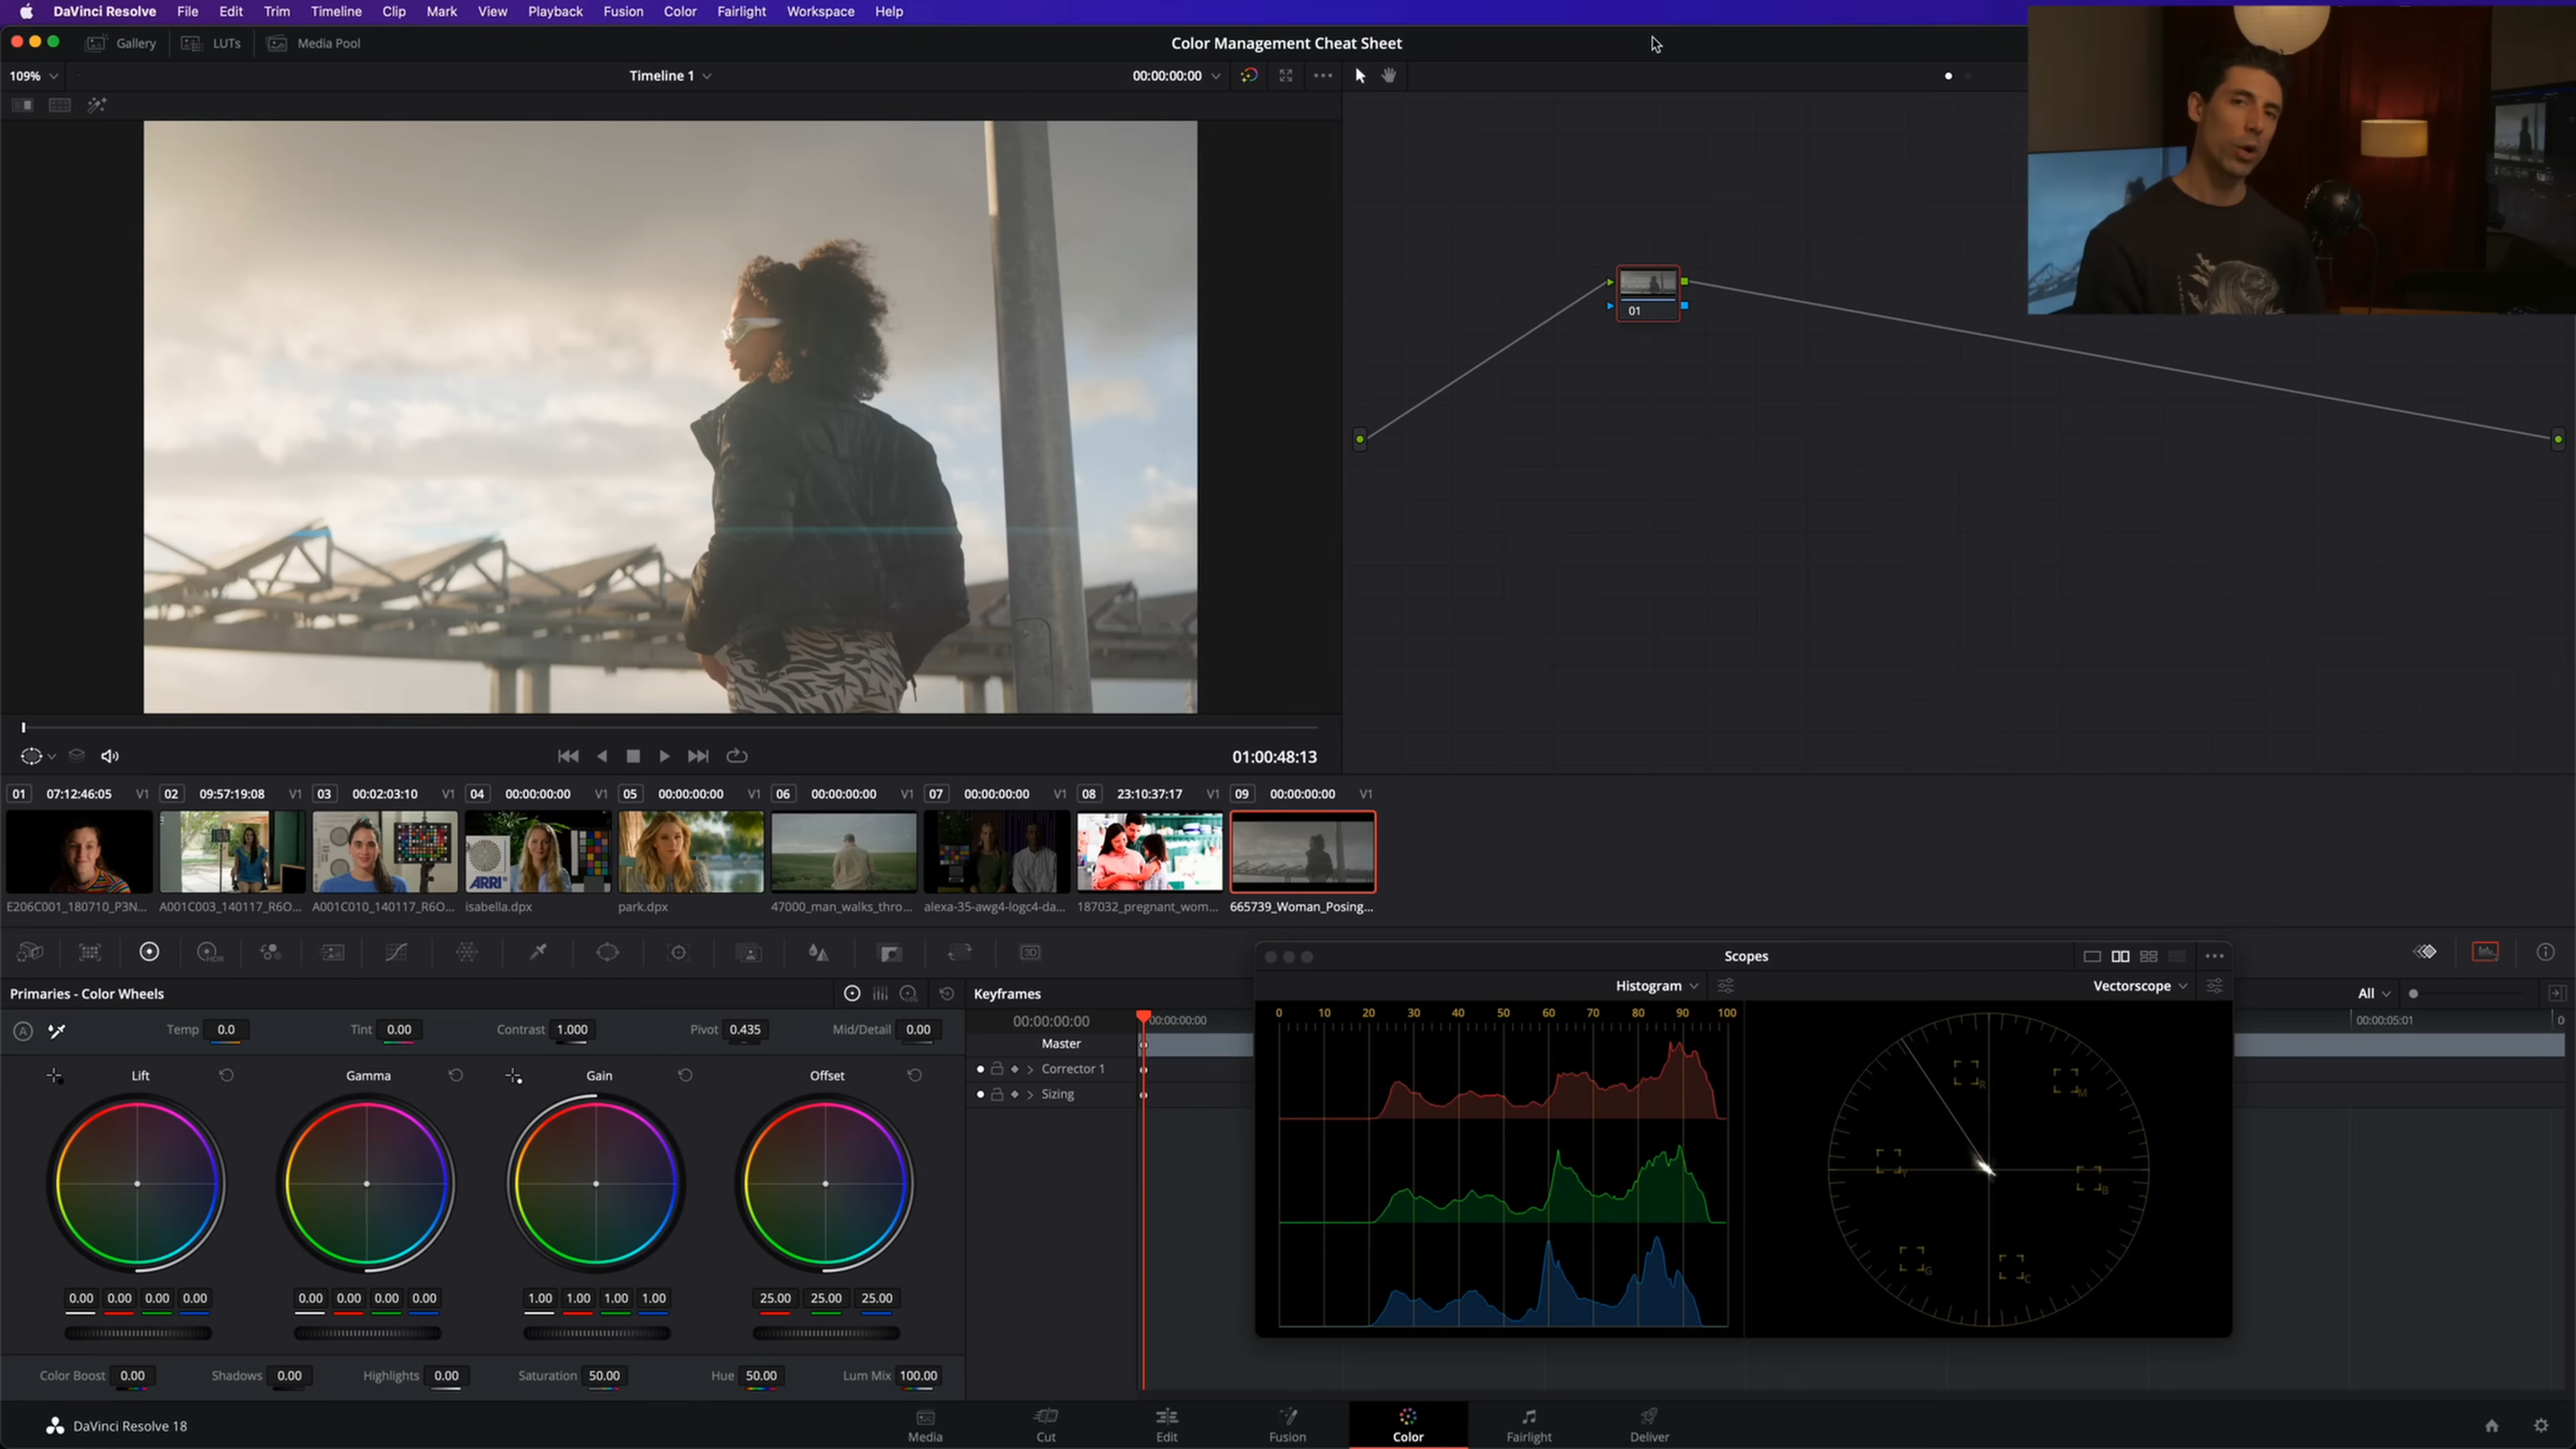 DaVinci Resolve File Edit Trim Timeline Clip Mark View Playback Fusion Color Fairlight Workspace Help
Gallery LUTs Media Pool Color Management Cheat Sheet
109% Timeline 1 00:00:00:00
01
01:00:48:13
01 07:12:46:05 V1 02 09:57:19:08 V1 03 00:02:03:10 V1 04 00:00:00:00 V1 05 00:00:00:00 V1 06 00:00:00:00 V1 07 00:00:00:00 V1 08 23:10:37:17 V1 09 00:00:00:00 V1
ARRI
E206C001_180710_P3N... A001C003_140117_R6O... A001C010_140117_R6O... isabella.dpx park.dpx 47000_man_walks_thro... alexa-35-awg4-logc4-da... 187032_pregnant_wom... 665739_Woman_Posing...
HDR 3D
Scopes
Histogram Vectorscope
Primaries - Color Wheels Keyframes All
A Temp 0.0 Tint 0.00 Contrast 1.000 Pivot 0.435 Mid/Detail 0.00
00:00:00:00 00:00:00:00 00:00:05:01 0
Master
Corrector 1
Sizing
0 10 20 30 40 50 60 70 80 90 100
R M Y B G C
Lift Gamma Gain Offset
0.00 0.00 0.00 0.00 0.00 0.00 0.00 0.00 1.00 1.00 1.00 1.00 25.00 25.00 25.00
Color Boost 0.00 Shadows 0.00 Highlights 0.00 Saturation 50.00 Hue 50.00 Lum Mix 100.00
DaVinci Resolve 18 Media Cut Edit Fusion Color Fairlight Deliver